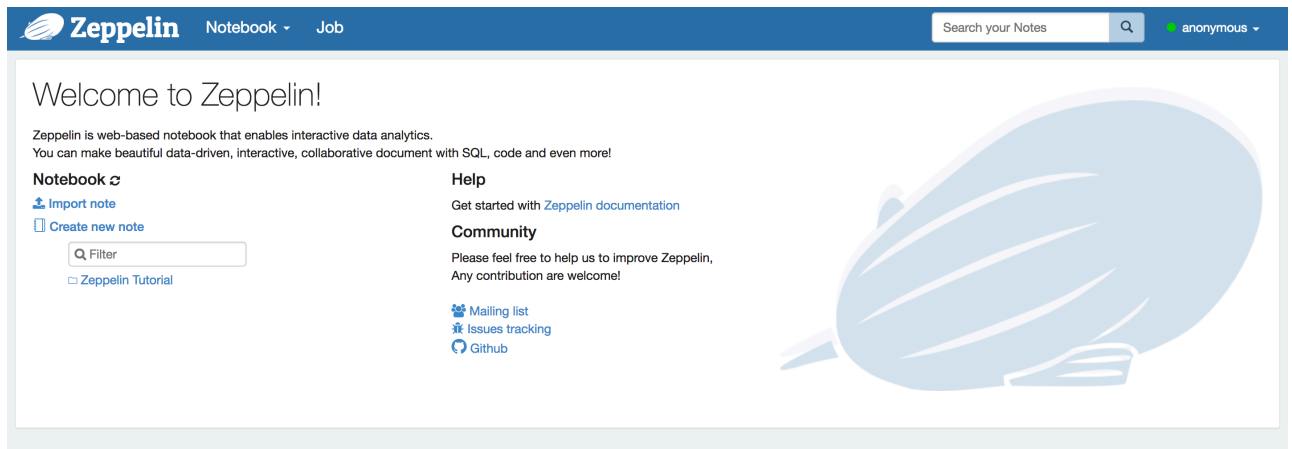 Zeppelin
Notebook
Job
Search your Notes
anonymous
Welcome to Zeppelin!
Zeppelin is web-based notebook that enables interactive data analytics.
You can make beautiful data-driven, interactive, collaborative document with SQL, code and even more!
Notebook
Import note
Create new note
Filter
Zeppelin Tutorial
Help
Get started with Zeppelin documentation
Community
Please feel free to help us to improve Zeppelin,
Any contribution are welcome!
Mailing list
Issues tracking
Github